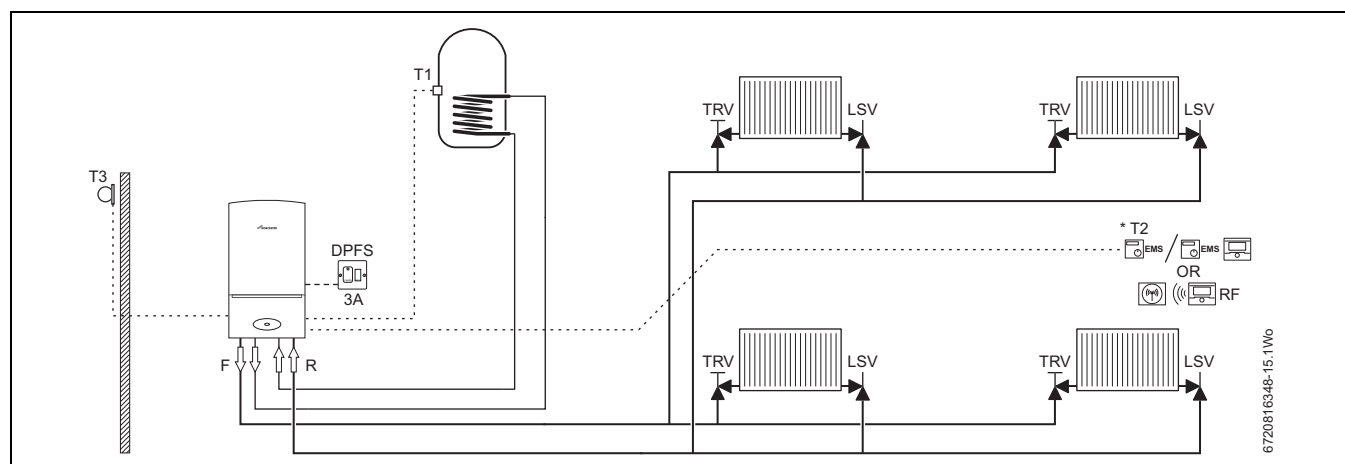 T1
TRV
LSV
TRV
LSV
T3
WORCESTER
DPFS
3A
* T2
EMS / EMS
OR
RF
F
R
TRV
LSV
TRV
LSV
6720816348-15.1Wo